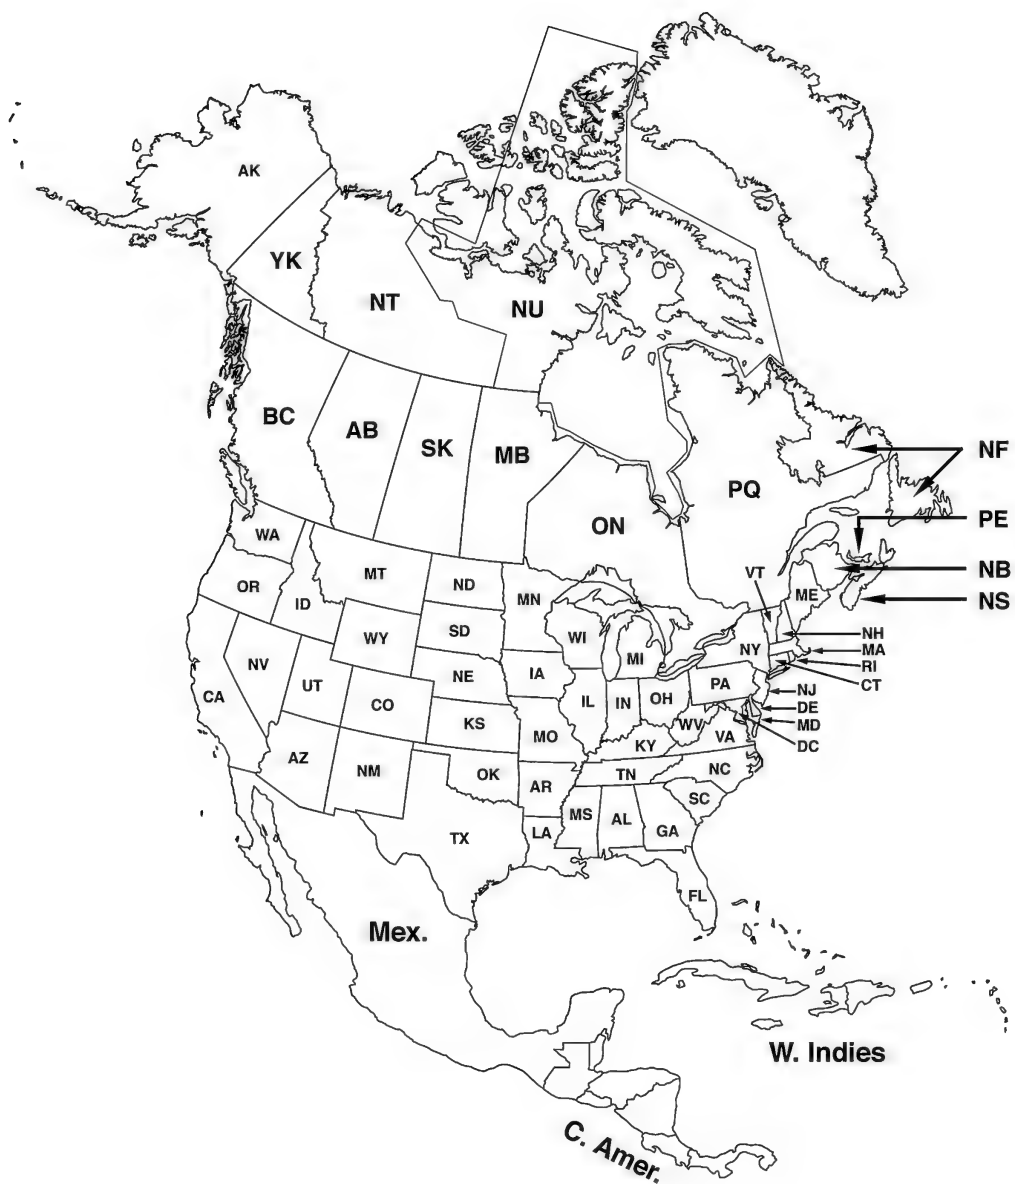 AK
YK
NT
NU
BC
AB
SK
MB
PQ
ON
NF
PE
NB
NS
VT
ME
WA
OR
ID
MT
ND
MN
SD
WY
WI
MI
NY
NH
MA
RI
CT
NV
CA
UT
CO
NE
IA
IL
IN
OH
PA
NJ
DE
MD
DC
KS
MO
KY
WV
VA
AZ
NM
OK
AR
TN
NC
SC
TX
LA
MS
AL
GA
FL
Mex.
W. Indies
C. Amer.